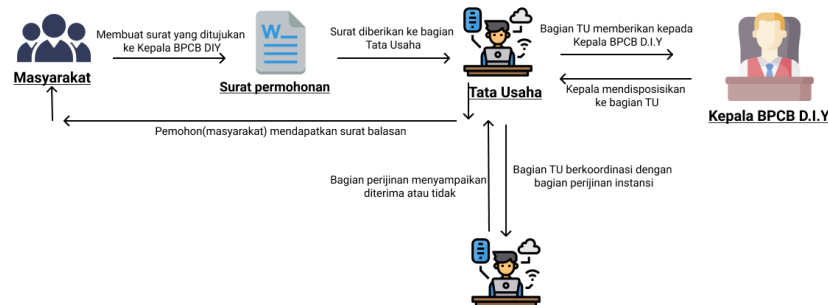 Membuat surat yang ditujukan
ke Kepala BPCB DIY
Masyarakat
W
Surat permohonan
Surat diberikan ke bagian
Tata Usaha
Tata Usaha
Bagian TU memberikan kepada
Kepala BPCB D.I.Y
Kepala mendisposisikan
ke bagian TU
Kepala BPCB D.I.Y
Pemohon(masyarakat) mendapatkan surat balasan
Bagian perijinan menyampaikan
diterima atau tidak
Bagian TU berkoordinasi dengan
bagian perijinan instansi